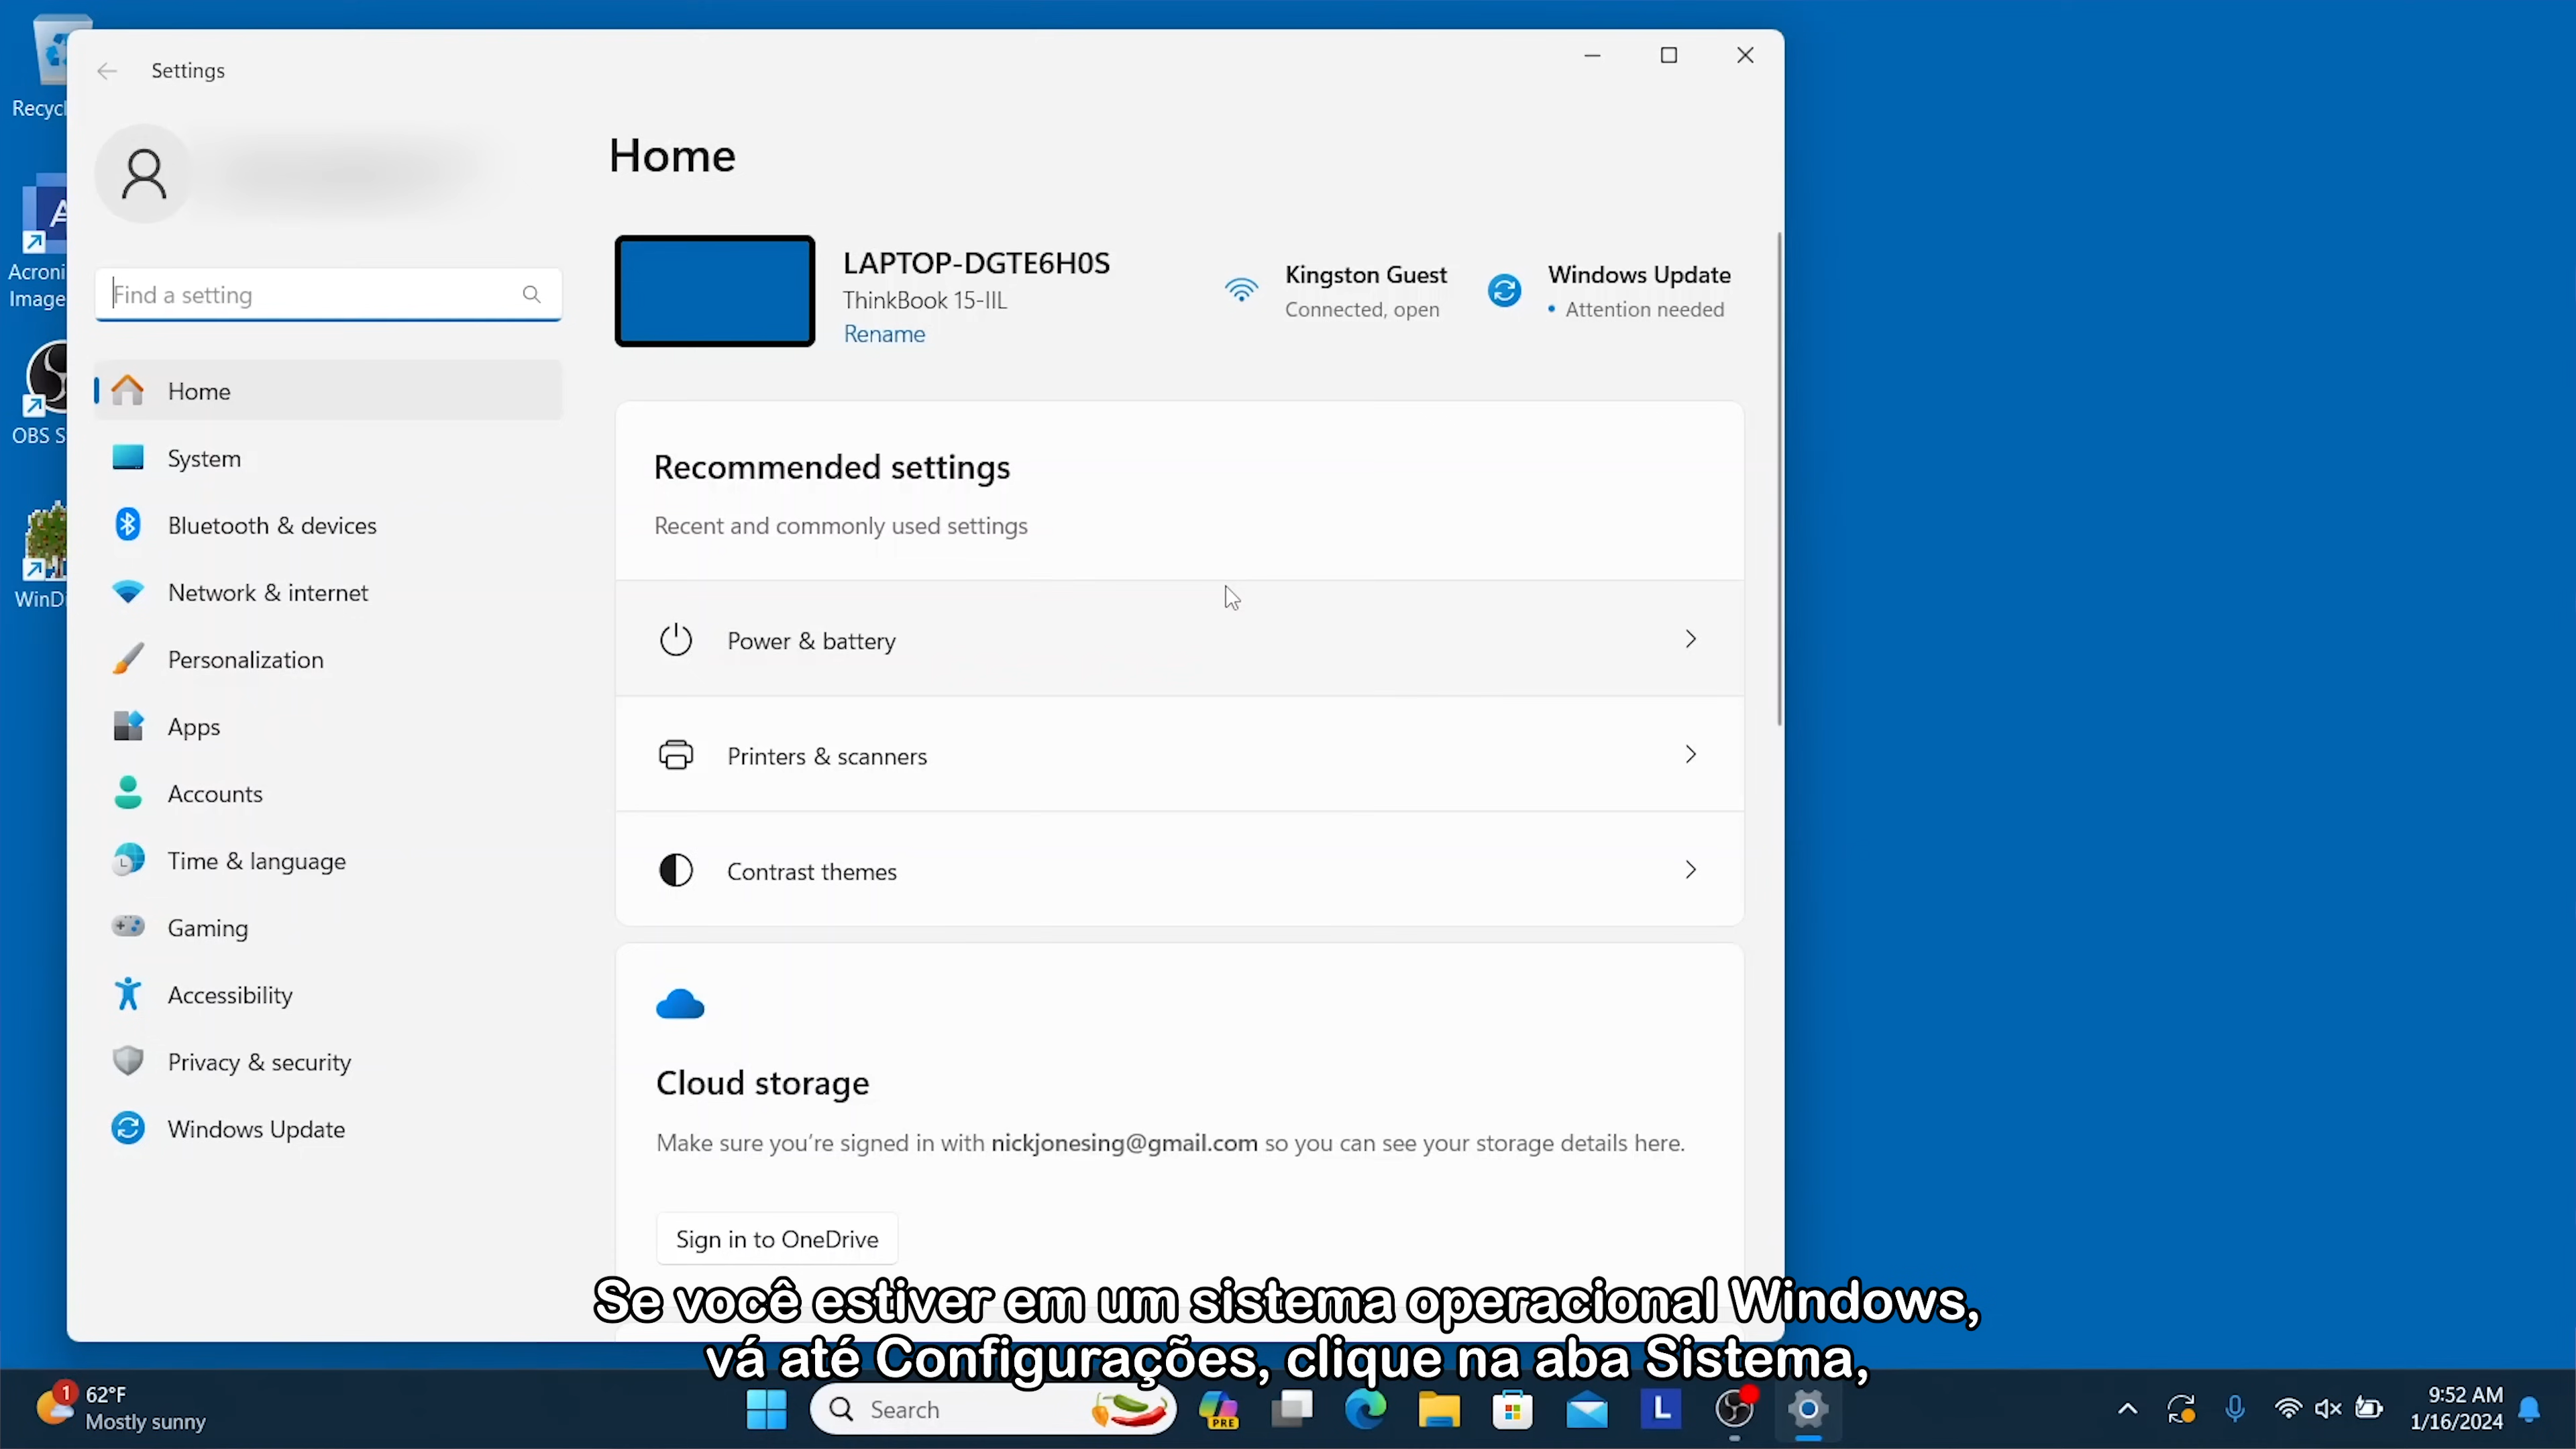 Recycl
Acroni
Image
OBS S
WinDi
Settings
Find a setting
Home
System
Bluetooth & devices
Network & internet
Personalization
Apps
Accounts
Time & language
Gaming
Accessibility
Privacy & security
Windows Update
Home
LAPTOP-DGTE6H0S
ThinkBook 15-IIL
Rename
Kingston Guest
Connected, open
Windows Update
Attention needed
Recommended settings
Recent and commonly used settings
Power & battery
Printers & scanners
Contrast themes
Cloud storage
Make sure you're signed in with nickjonesing@gmail.com so you can see your storage details here.
Sign in to OneDrive
Se você estiver em um sistema operacional Windows,
vá até Configurações, clique na aba Sistema,
1
62°F
Mostly sunny
Search
PRE
L
9:52 AM
1/16/2024